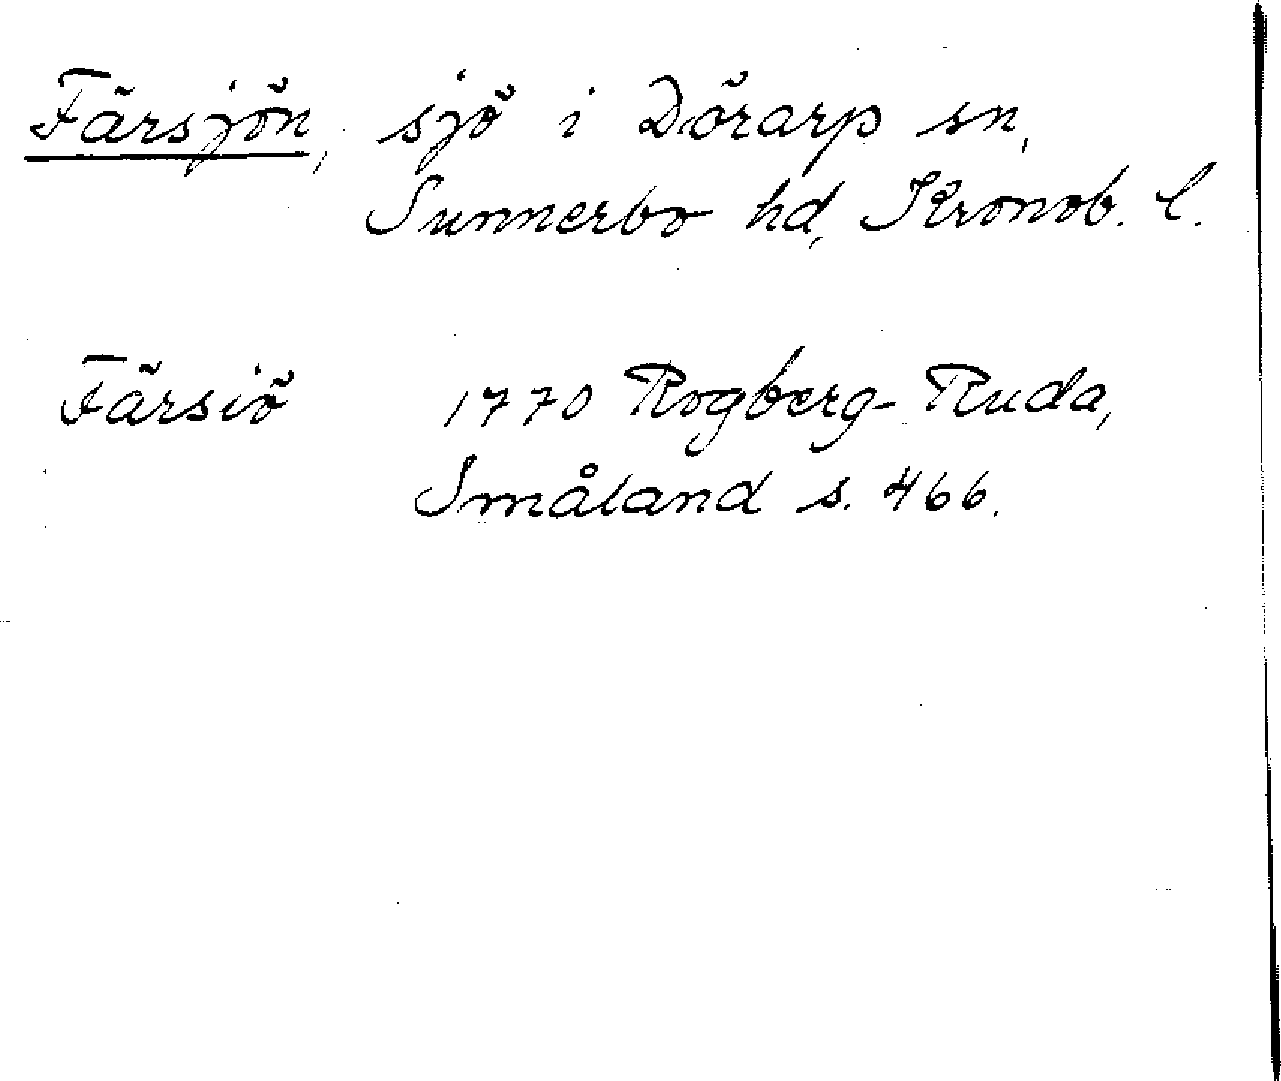 Färsjön, sjö i Dörarp sn,
Sunnerbo hd, Kronob. l.
Färsiö 1770 Rogberg-Ruda,
Småland s. 466.